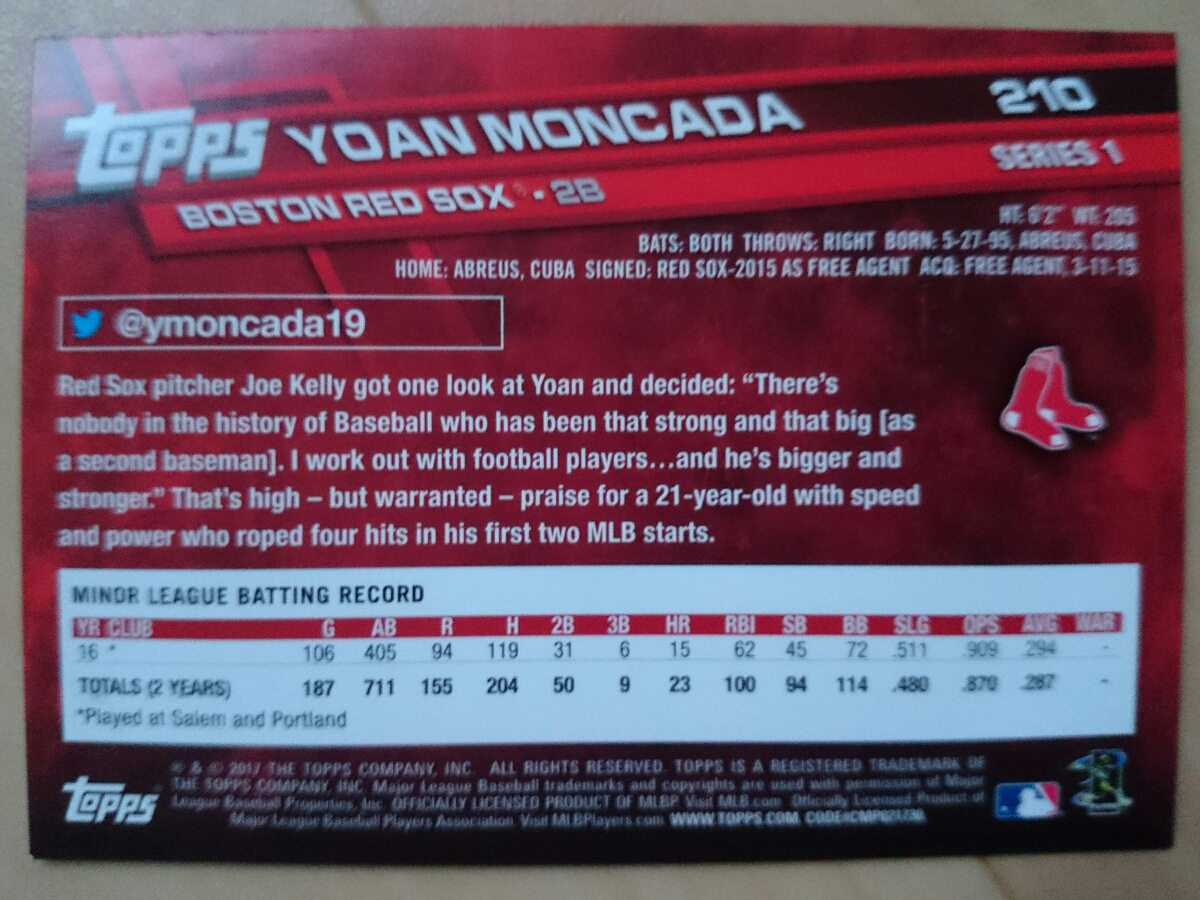 Topps YOAN MONCADA 210
BOSTON RED SOX® • 2B SERIES 1
HT: 6'2" WT: 205
BATS: BOTH THROWS: RIGHT BORN: 5-27-95, ABREUS, CUBA
HOME: ABREUS, CUBA SIGNED: RED SOX-2015 AS FREE AGENT ACQ: FREE AGENT, 3-11-15
@ymoncada19
Red Sox pitcher Joe Kelly got one look at Yoan and decided: “There’s
nobody in the history of Baseball who has been that strong and that big [as
a second baseman]. I work out with football players…and he’s bigger and
stronger.” That’s high – but warranted – praise for a 21-year-old with speed
and power who roped four hits in his first two MLB starts.
MINOR LEAGUE BATTING RECORD
YR CLUB G AB R H 2B 3B HR RBI SB BB SLG OPS AVG WAR
16 * 106 405 94 119 31 6 15 62 45 72 .511 .909 .294 -
TOTALS (2 YEARS) 187 711 155 204 50 9 23 100 94 114 .480 .870 .287 -
*Played at Salem and Portland
® & © 2017 THE TOPPS COMPANY, INC. ALL RIGHTS RESERVED. TOPPS IS A REGISTERED TRADEMARK OF
THE TOPPS COMPANY, INC. Major League Baseball trademarks and copyrights are used with permission of Major
League Baseball Properties, Inc. OFFICIALLY LICENSED PRODUCT OF MLBP Visit MLB.com Officially Licensed Product of
Major League Baseball Players Association Visit MLBPlayers.com WWW.TOPPS.COM
Topps